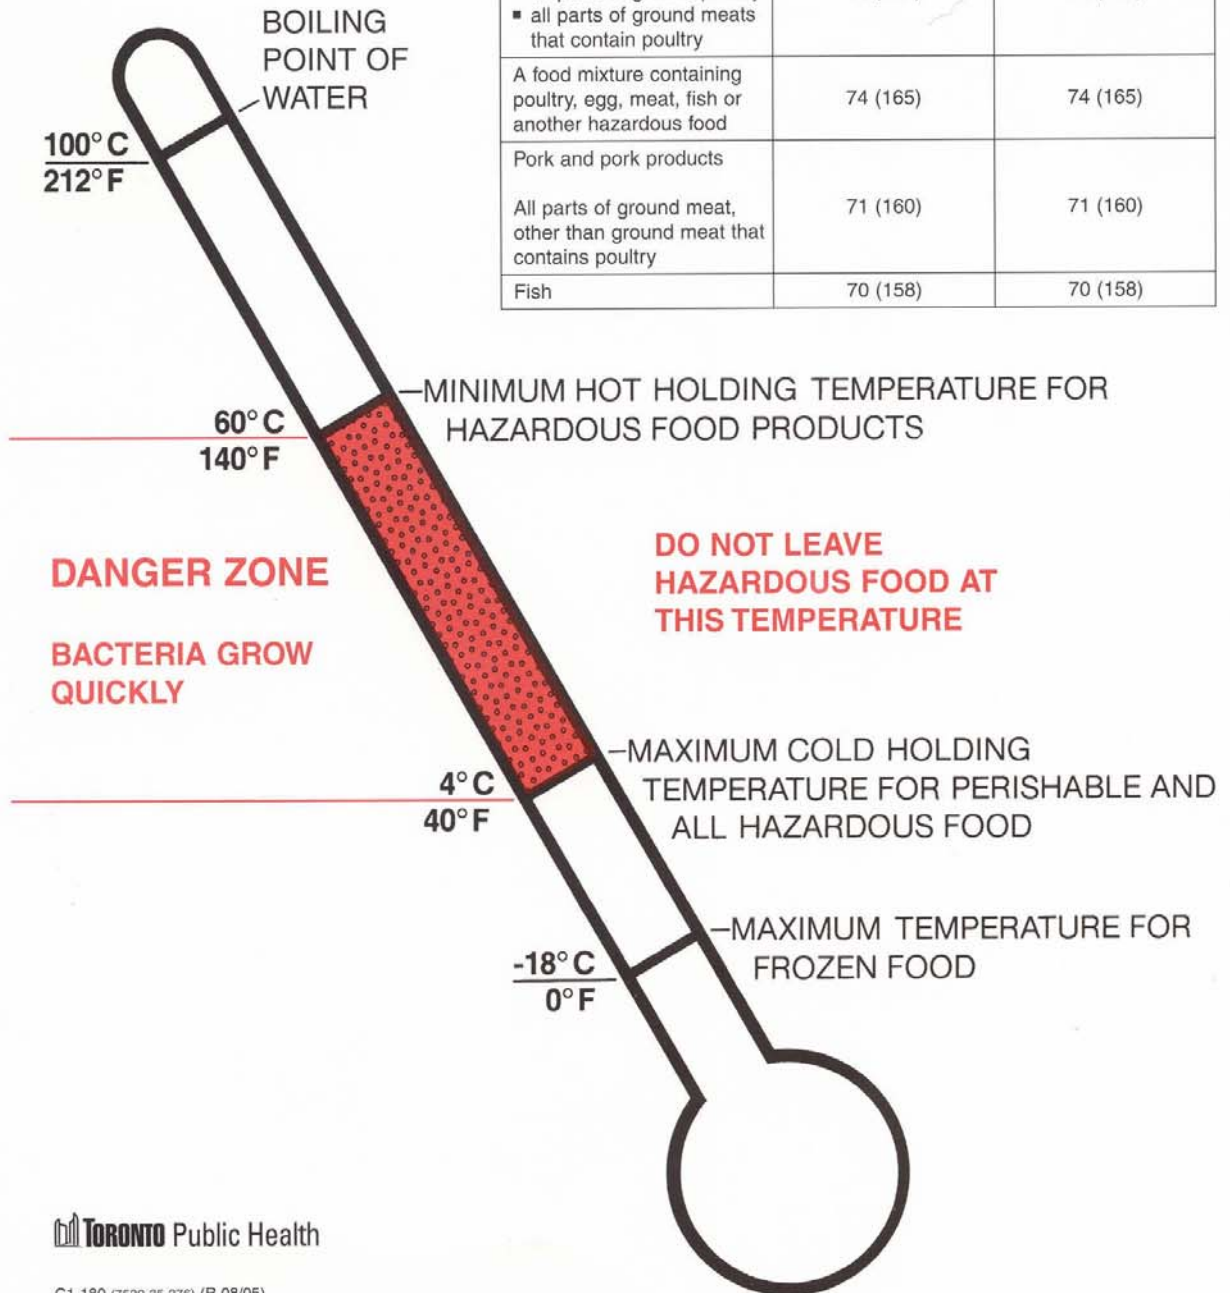 BOILING
POINT OF
WATER
■ all parts of ground meats
that contain poultry
A food mixture containing
poultry, egg, meat, fish or
another hazardous food
74 (165)
74 (165)
Pork and pork products
All parts of ground meat,
other than ground meat that
contains poultry
71 (160)
71 (160)
Fish
70 (158)
70 (158)
100° C
212° F
MINIMUM HOT HOLDING TEMPERATURE FOR
HAZARDOUS FOOD PRODUCTS
60° C
140° F
DANGER ZONE
BACTERIA GROW
QUICKLY
DO NOT LEAVE
HAZARDOUS FOOD AT
THIS TEMPERATURE
MAXIMUM COLD HOLDING
TEMPERATURE FOR PERISHABLE AND
ALL HAZARDOUS FOOD
4° C
40° F
MAXIMUM TEMPERATURE FOR
FROZEN FOOD
-18° C
0° F
TORONTO Public Health